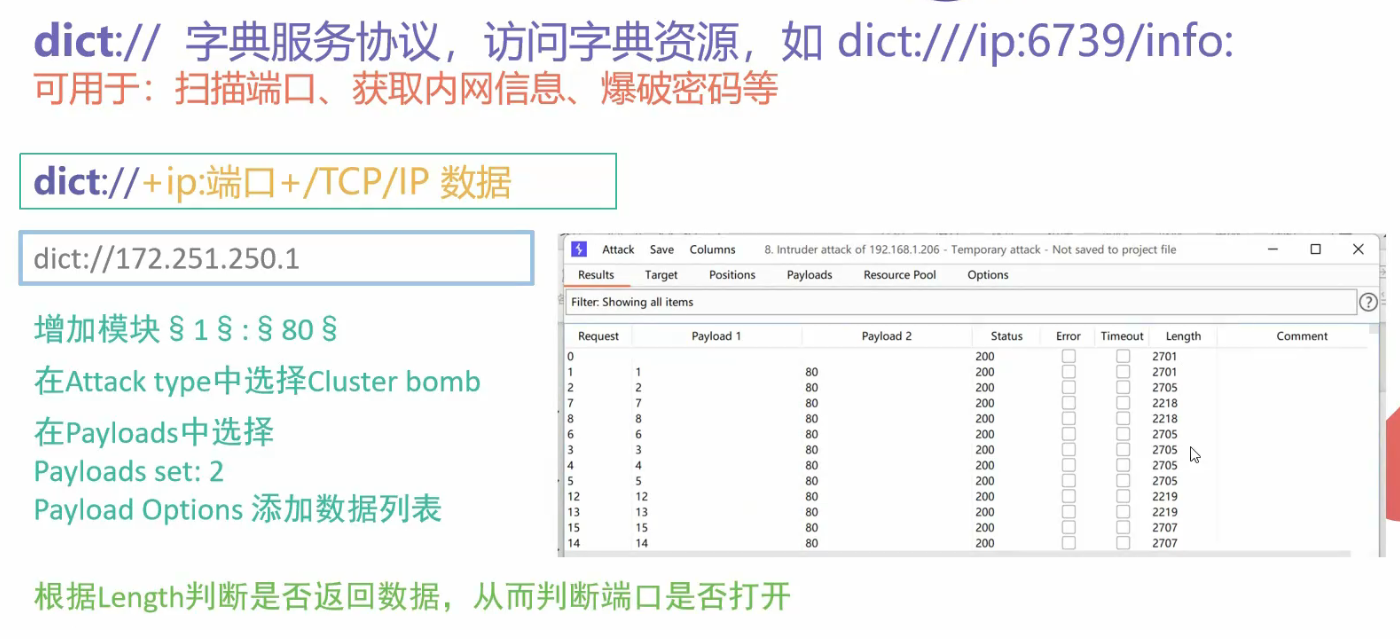 dict:// 字典服务协议，访问字典资源，如 dict:///ip:6739/info:
可用于：扫描端口、获取内网信息、爆破密码等
dict://+ip:端口+/TCP/IP 数据
dict://172.251.250.1
增加模块§1§:§80§
在Attack type中选择Cluster bomb
在Payloads中选择
Payloads set: 2
Payload Options 添加数据列表
Attack Save Columns 8. Intruder attack of 192.168.1.206 - Temporary attack - Not saved to project file
Results Target Positions Payloads Resource Pool Options
Filter: Showing all items
Request Payload 1 Payload 2 Status Error Timeout Length Comment
0 200 2701
1 1 80 200 2701
2 2 80 200 2705
7 7 80 200 2218
8 8 80 200 2218
6 6 80 200 2705
3 3 80 200 2705
4 4 80 200 2705
5 5 80 200 2705
12 12 80 200 2219
13 13 80 200 2219
15 15 80 200 2707
14 14 80 200 2707
根据Length判断是否返回数据，从而判断端口是否打开